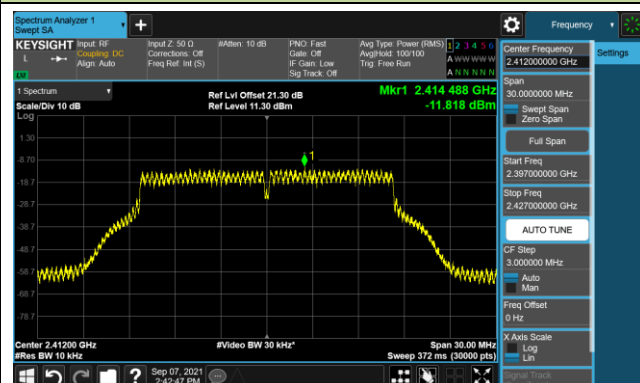 Spectrum Analyzer 1
Swept SA
+
Frequency
KEYSIGHT
L
Input: RF
Coupling: DC
Align: Auto
Input Z: 50 Ω
Corrections: Off
Freq Ref: Int (S)
#Atten: 10 dB
PNO: Fast
Gate: Off
IF Gain: Low
Sig Track: Off
Avg Type: Power (RMS)
Avg|Hold: 100/100
Trig: Free Run
1 2 3 4 5 6
A W W W W W
A N N N N N
LXI
1 Spectrum
Scale/Div 10 dB
Log
Ref Lvl Offset 21.30 dB
Ref Level 11.30 dBm
Mkr1 2.414 488 GHz
-11.818 dBm
1
1.30
-8.70
-18.7
-28.7
-38.7
-48.7
-58.7
-68.7
-78.7
Center 2.41200 GHz
#Res BW 10 kHz
#Video BW 30 kHz*
Span 30.00 MHz
Sweep 372 ms (30000 pts)
Sep 07, 2021
2:42:47 PM
Settings
Center Frequency
2.412000000 GHz
Span
30.0000000 MHz
Swept Span
Zero Span
Full Span
Start Freq
2.397000000 GHz
Stop Freq
2.427000000 GHz
AUTO TUNE
CF Step
3.000000 MHz
Auto
Man
Freq Offset
0 Hz
X Axis Scale
Log
Lin
Signal Track